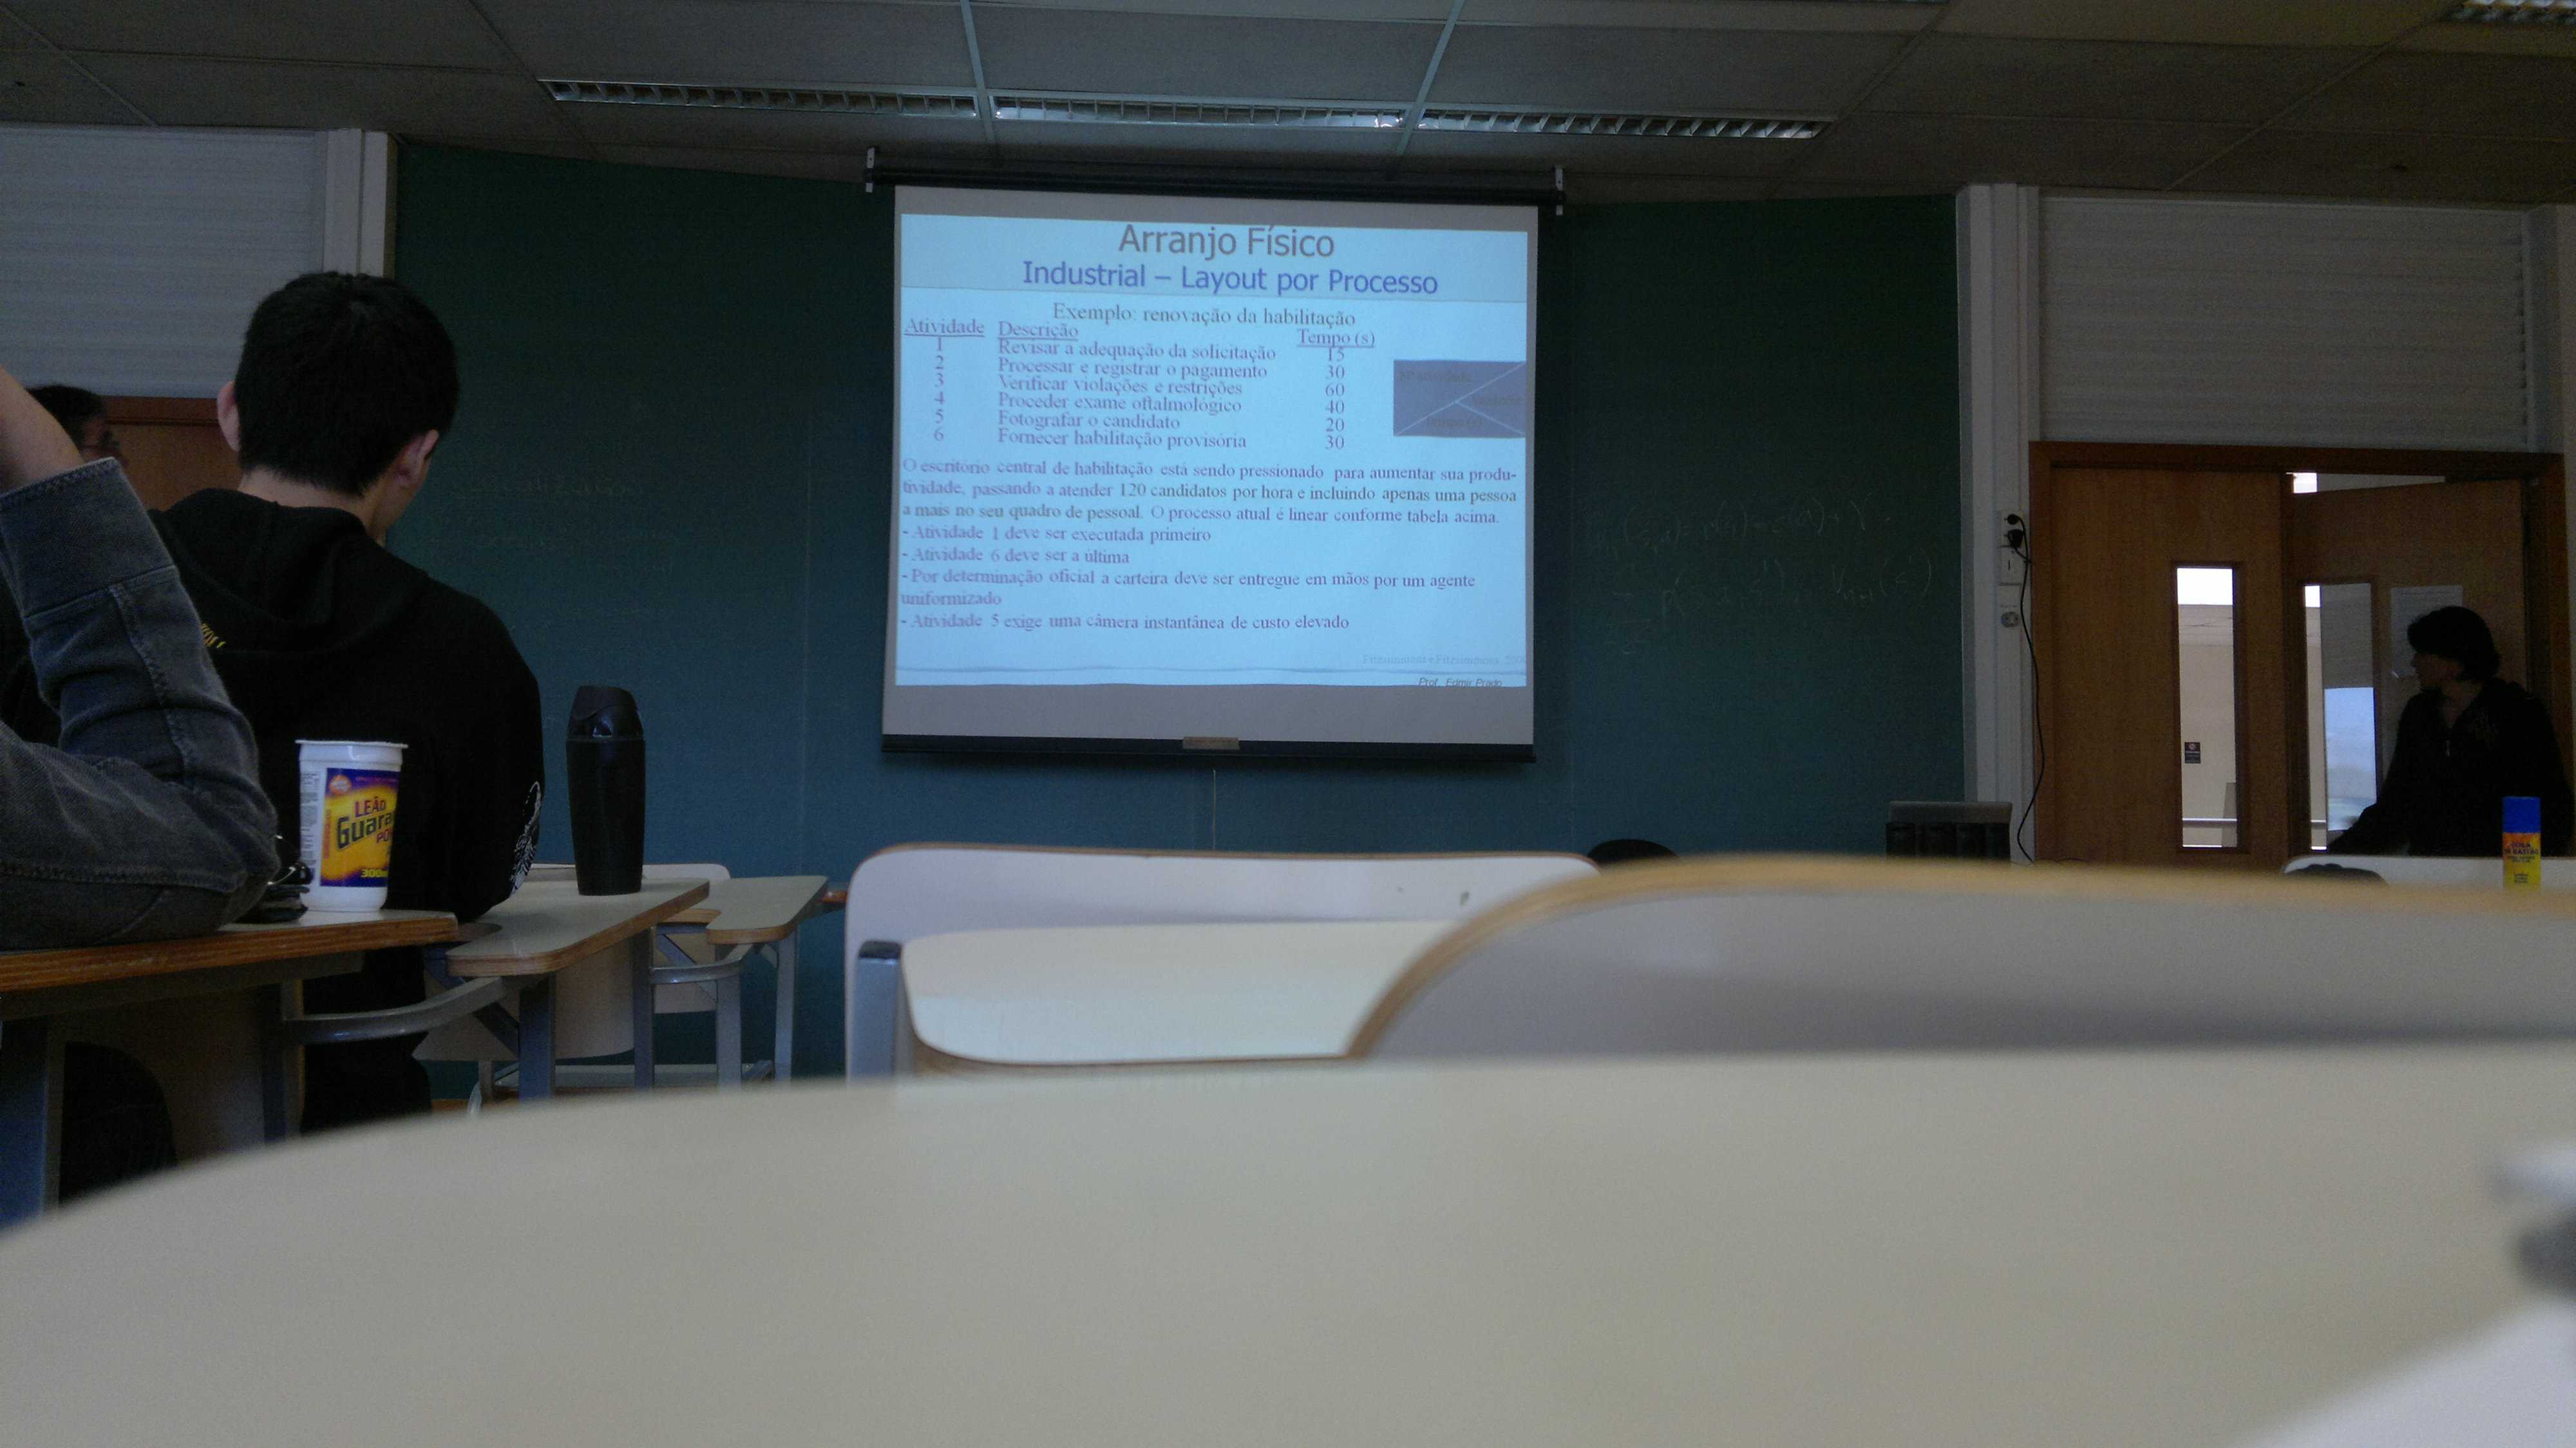 Arranjo Físico
Industrial – Layout por Processo
Exemplo: renovação da habilitação
Atividade Descrição Tempo (s)
1 Revisar a adequação da solicitação 15
2 Processar e registrar o pagamento 30
3 Verificar violações e restrições 60
4 Proceder exame oftalmológico 40
5 Fotografar o candidato 20
6 Fornecer habilitação provisória 30
O escritório central de habilitação está sendo pressionado para aumentar sua produ-
tividade, passando a atender 120 candidatos por hora e incluindo apenas uma pessoa
a mais no seu quadro de pessoal. O processo atual é linear conforme tabela acima.
- Atividade 1 deve ser executada primeiro
- Atividade 6 deve ser a última
- Por determinação oficial a carteira deve ser entregue em mãos por um agente
uniformizado
- Atividade 5 exige uma câmera instantânea de custo elevado
Prof. Edmir Prado
LEÃO
Guara
300